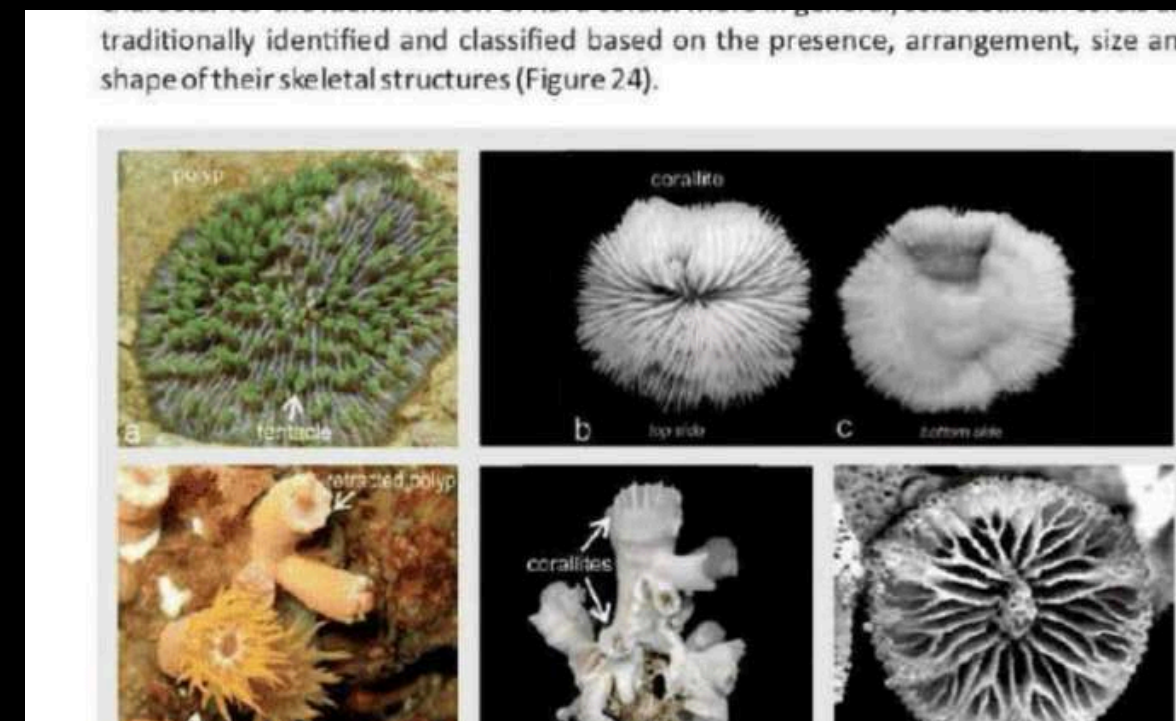 traditionally identified and classified based on the presence, arrangement, size an
shape of their skeletal structures (Figure 24).
polyp
corallite
tentacle
a
b
top side
c
bottom side
retracted polyp
corallites